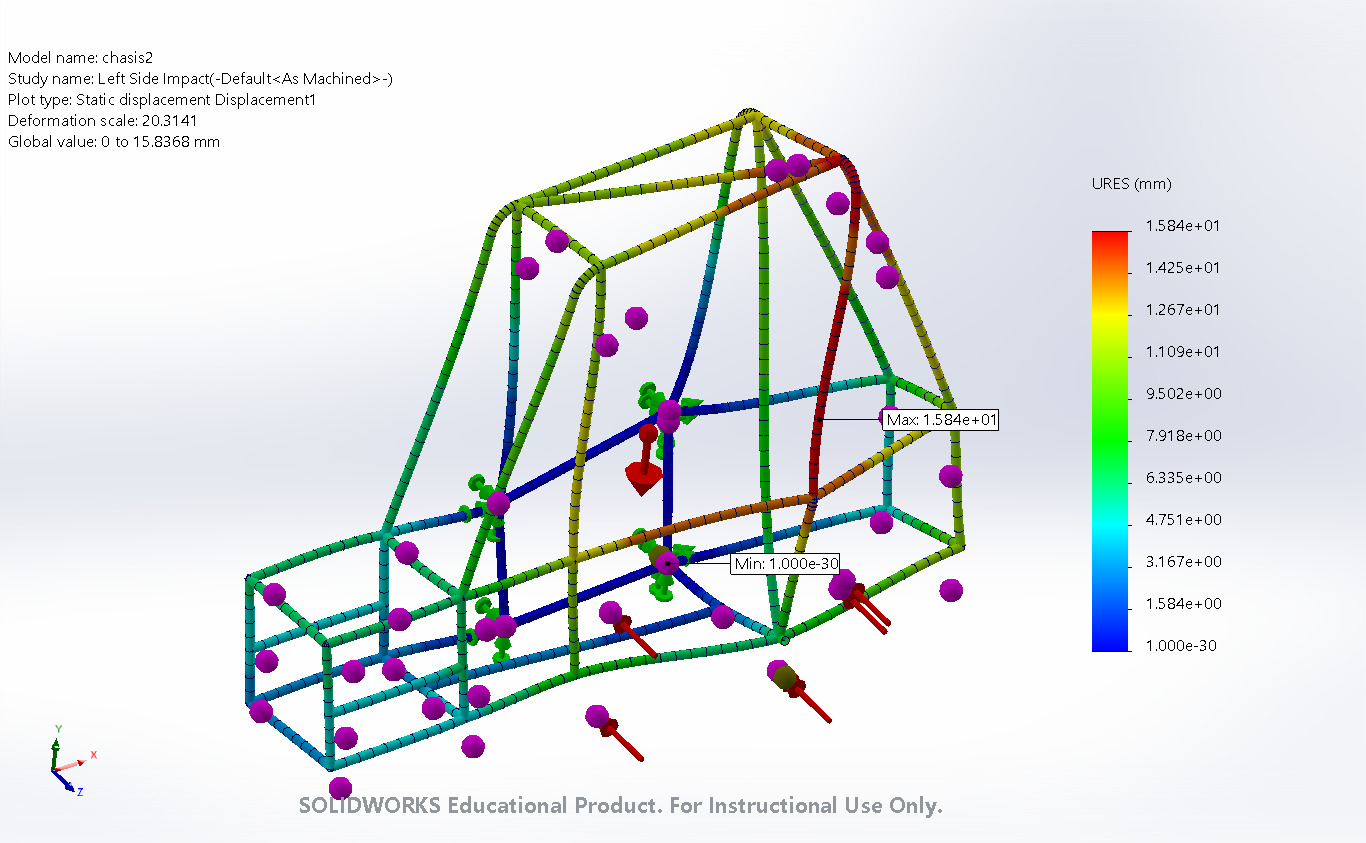 Model name: chasis2
Study name: Left Side Impact(-Default<As Machined>-)
Plot type: Static displacement Displacement1
Deformation scale: 20.3141
Global value: 0 to 15.8368 mm
URES (mm)
1.584e+01
1.425e+01
1.267e+01
1.109e+01
9.502e+00
7.918e+00
6.335e+00
4.751e+00
3.167e+00
1.584e+00
1.000e-30
Max: 1.584e+01
Min: 1.000e-30
Y
X
Z
SOLIDWORKS Educational Product. For Instructional Use Only.